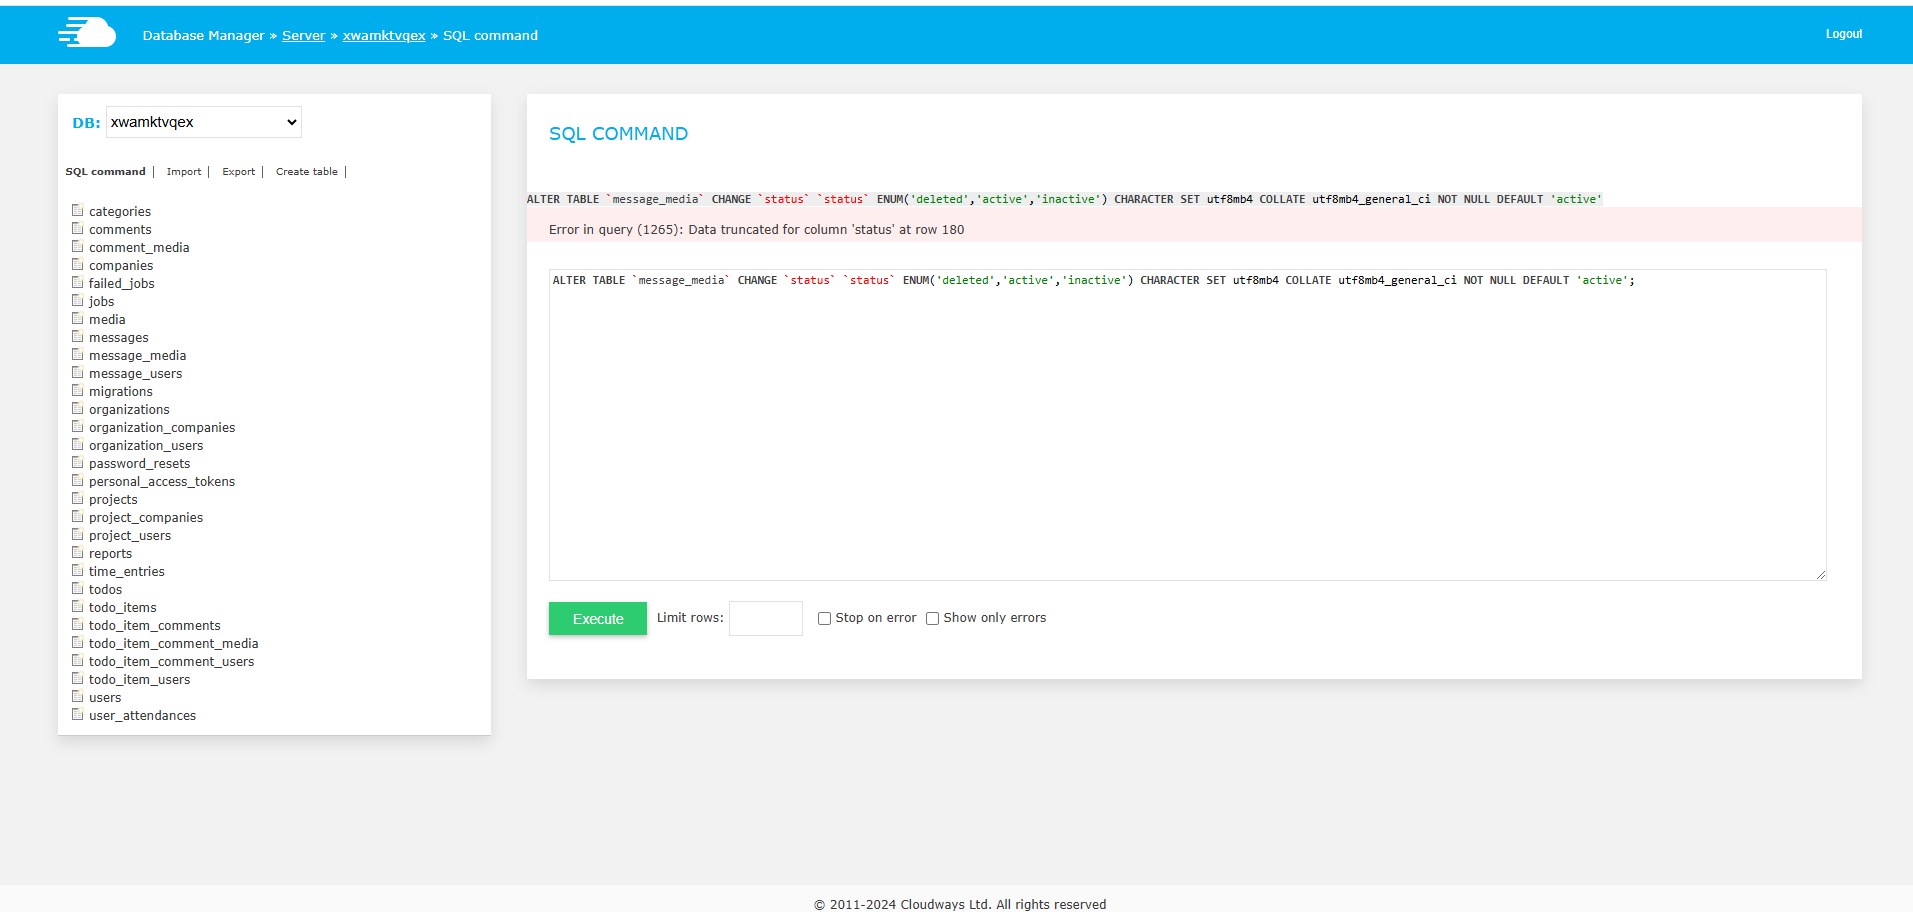 Database Manager » Server » xwamktvqex » SQL command
Logout
DB: xwamktvqex
SQL command | Import | Export | Create table |
categories
comments
comment_media
companies
failed_jobs
jobs
media
messages
message_media
message_users
migrations
organizations
organization_companies
organization_users
password_resets
personal_access_tokens
projects
project_companies
project_users
reports
time_entries
todos
todo_items
todo_item_comments
todo_item_comment_media
todo_item_comment_users
todo_item_users
users
user_attendances
SQL COMMAND
ALTER TABLE `message_media` CHANGE `status` `status` ENUM('deleted','active','inactive') CHARACTER SET utf8mb4 COLLATE utf8mb4_general_ci NOT NULL DEFAULT 'active'
Error in query (1265): Data truncated for column 'status' at row 180
ALTER TABLE `message_media` CHANGE `status` `status` ENUM('deleted','active','inactive') CHARACTER SET utf8mb4 COLLATE utf8mb4_general_ci NOT NULL DEFAULT 'active';
Execute Limit rows: Stop on error Show only errors
© 2011-2024 Cloudways Ltd. All rights reserved